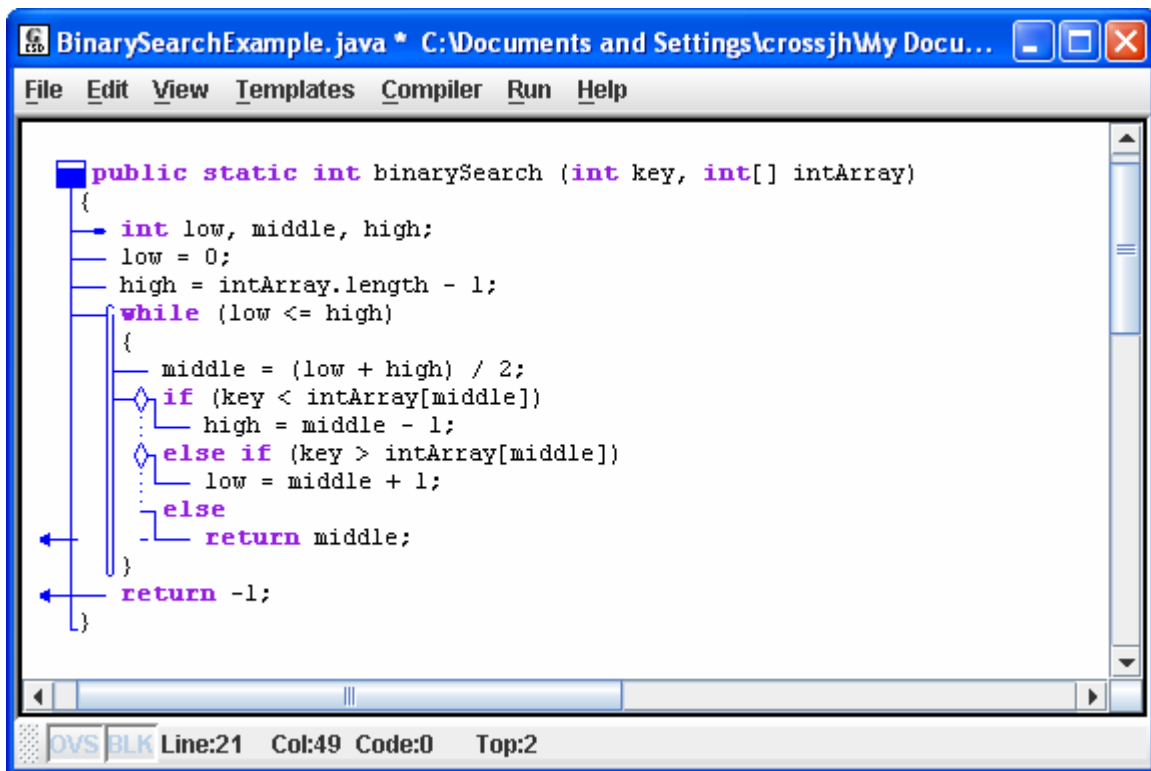 BinarySearchExample.java * C:\Documents and Settings\crossjh\My Docu...
File Edit View Templates Compiler Run Help
public static int binarySearch (int key, int[] intArray)
{
int low, middle, high;
low = 0;
high = intArray.length - 1;
while (low <= high)
{
middle = (low + high) / 2;
if (key < intArray[middle])
high = middle - 1;
else if (key > intArray[middle])
low = middle + 1;
else
return middle;
}
return -1;
}
OVS BLK Line:21 Col:49 Code:0 Top:2